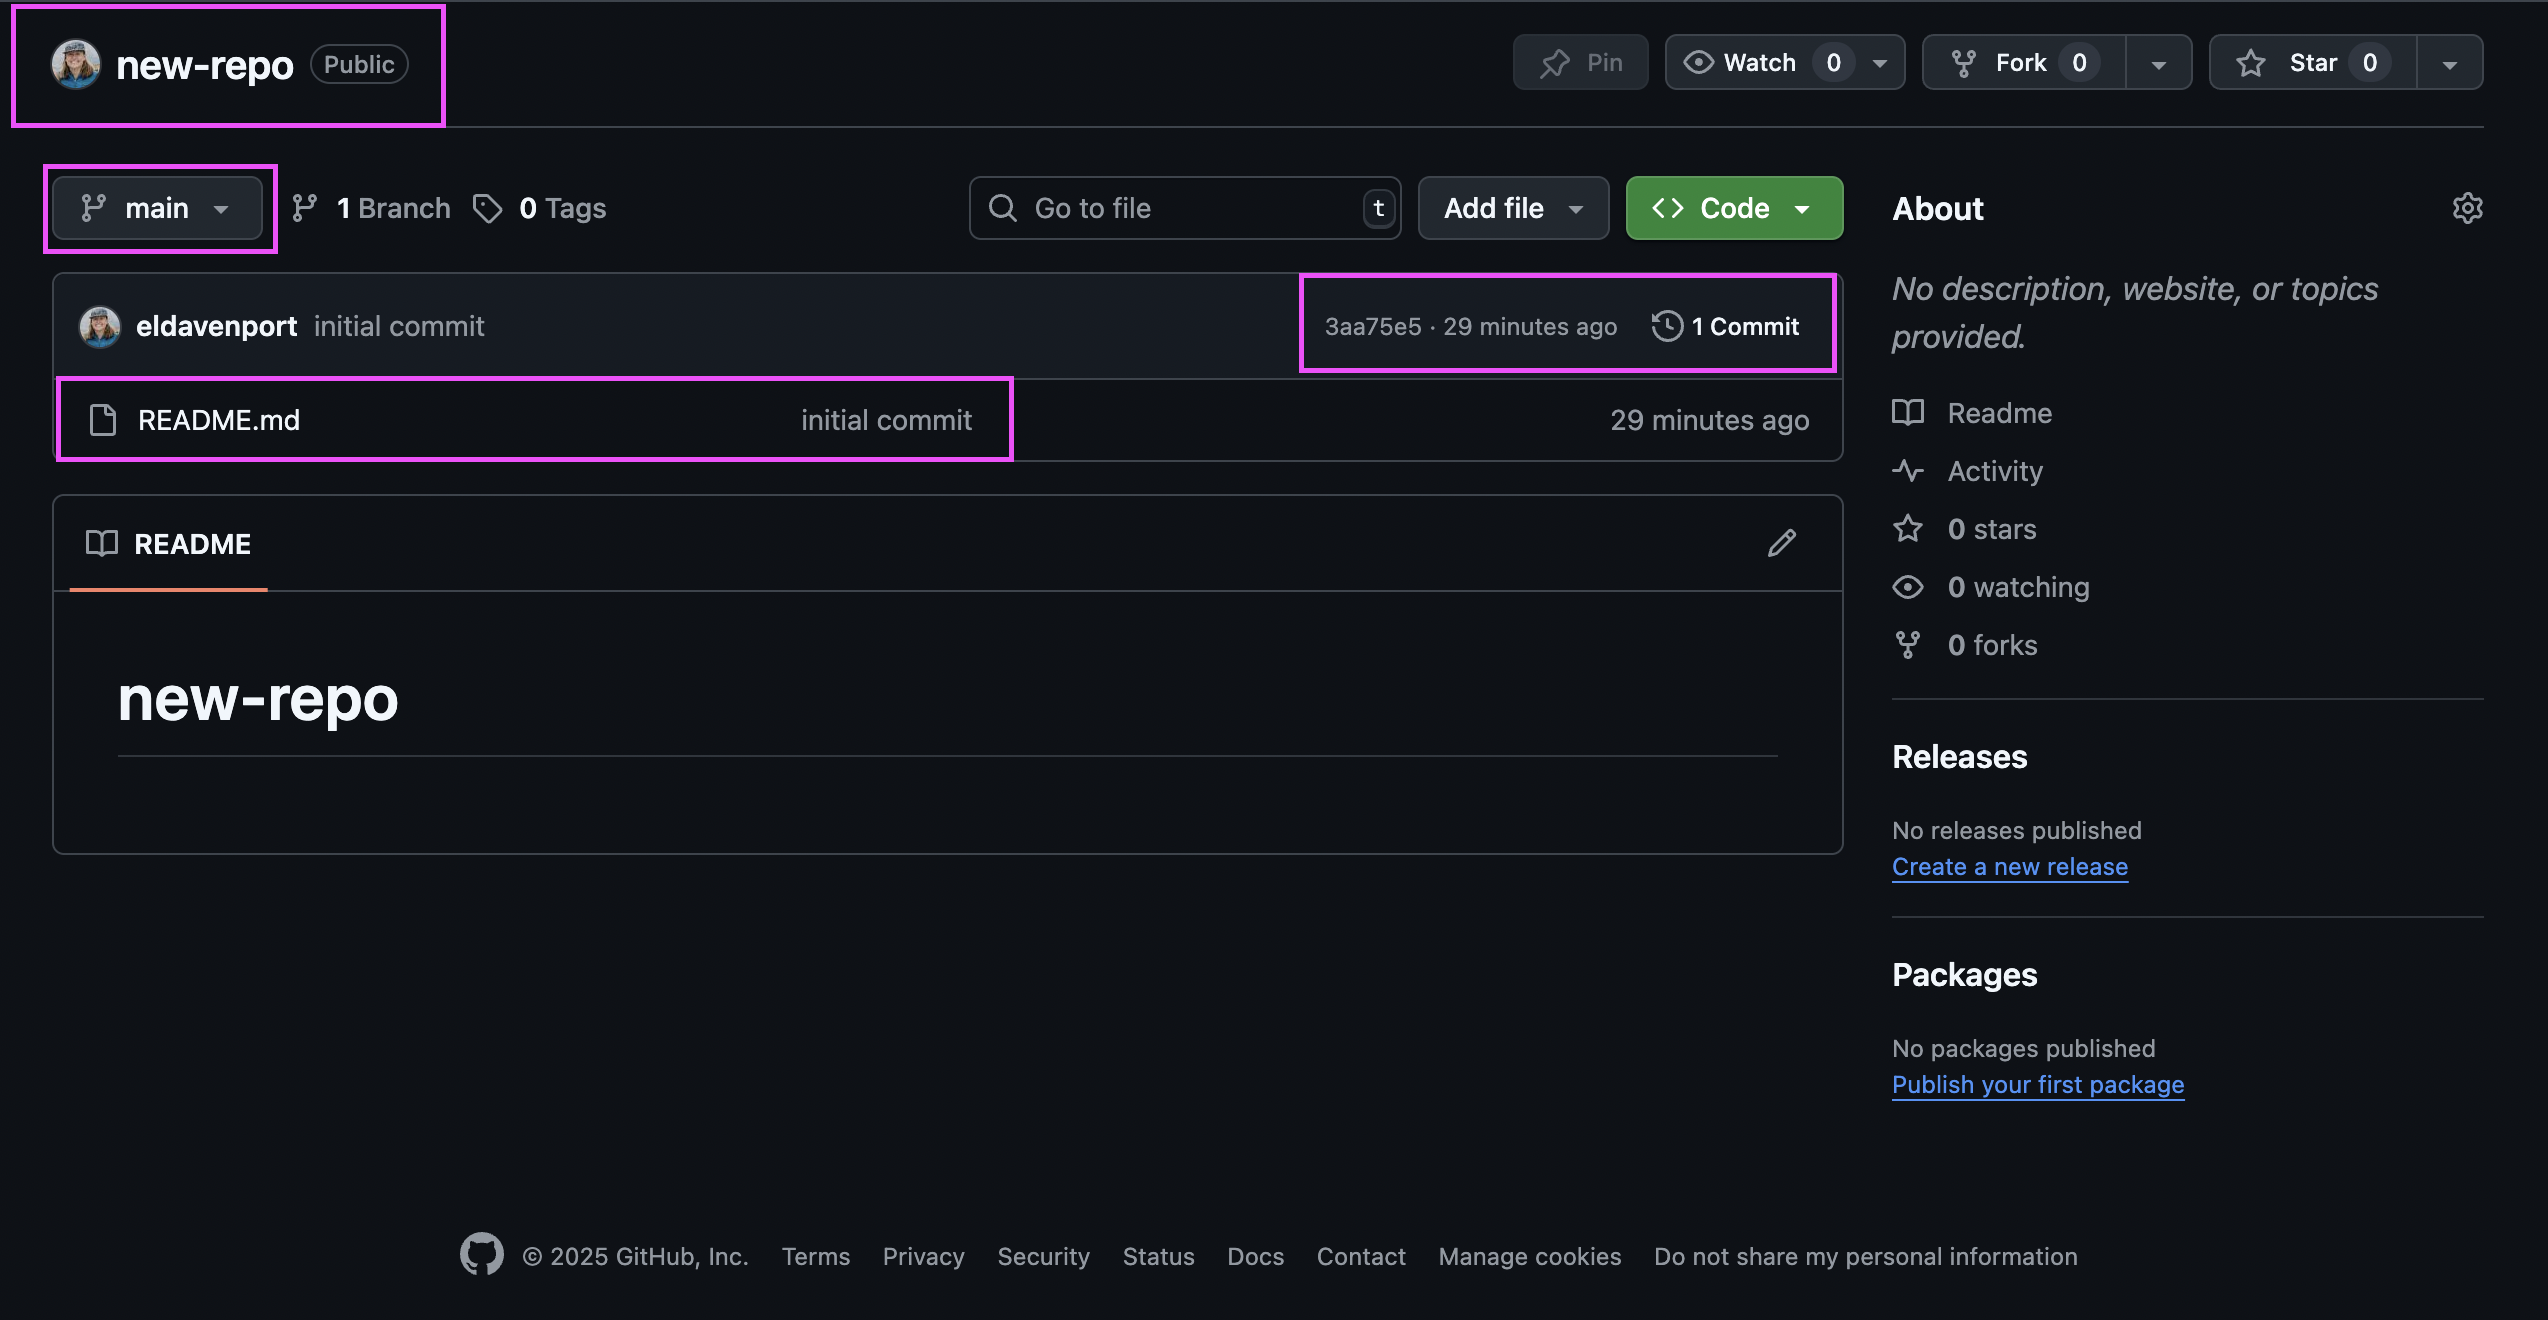 new-repo Public
Pin Watch 0 Fork 0 Star 0
main 1 Branch 0 Tags
Go to file t Add file Code
eldavenport initial commit 3aa75e5 · 29 minutes ago 1 Commit
README.md initial commit 29 minutes ago
README
new-repo
About
No description, website, or topics
provided.
Readme
Activity
0 stars
0 watching
0 forks
Releases
No releases published
Create a new release
Packages
No packages published
Publish your first package
© 2025 GitHub, Inc. Terms Privacy Security Status Docs Contact Manage cookies Do not share my personal information